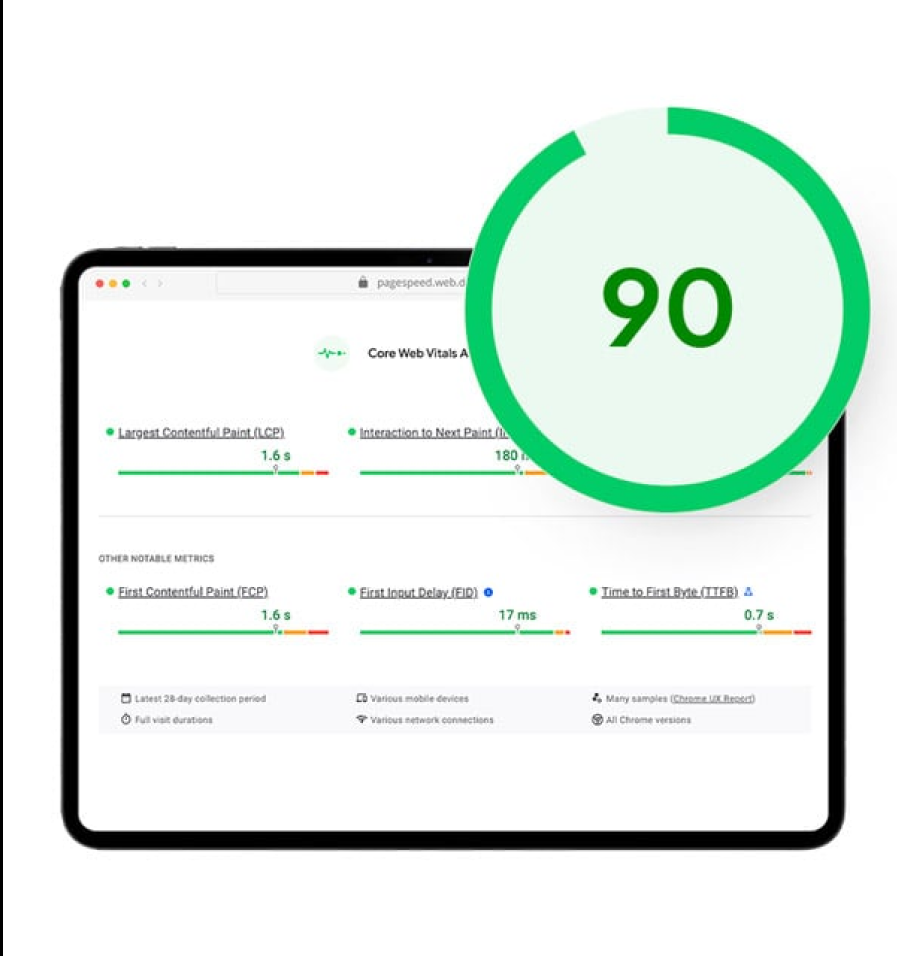 90
pagespeed.web.d
Core Web Vitals A
Largest Contentful Paint (LCP)
1.6 s
Interaction to Next Paint (I
180
OTHER NOTABLE METRICS
First Contentful Paint (FCP)
1.6 s
First Input Delay (FID)
17 ms
Time to First Byte (TTFB)
0.7 s
Latest 28-day collection period
Various mobile devices
Many samples (Chrome UX Report)
Full visit durations
Various network connections
All Chrome versions